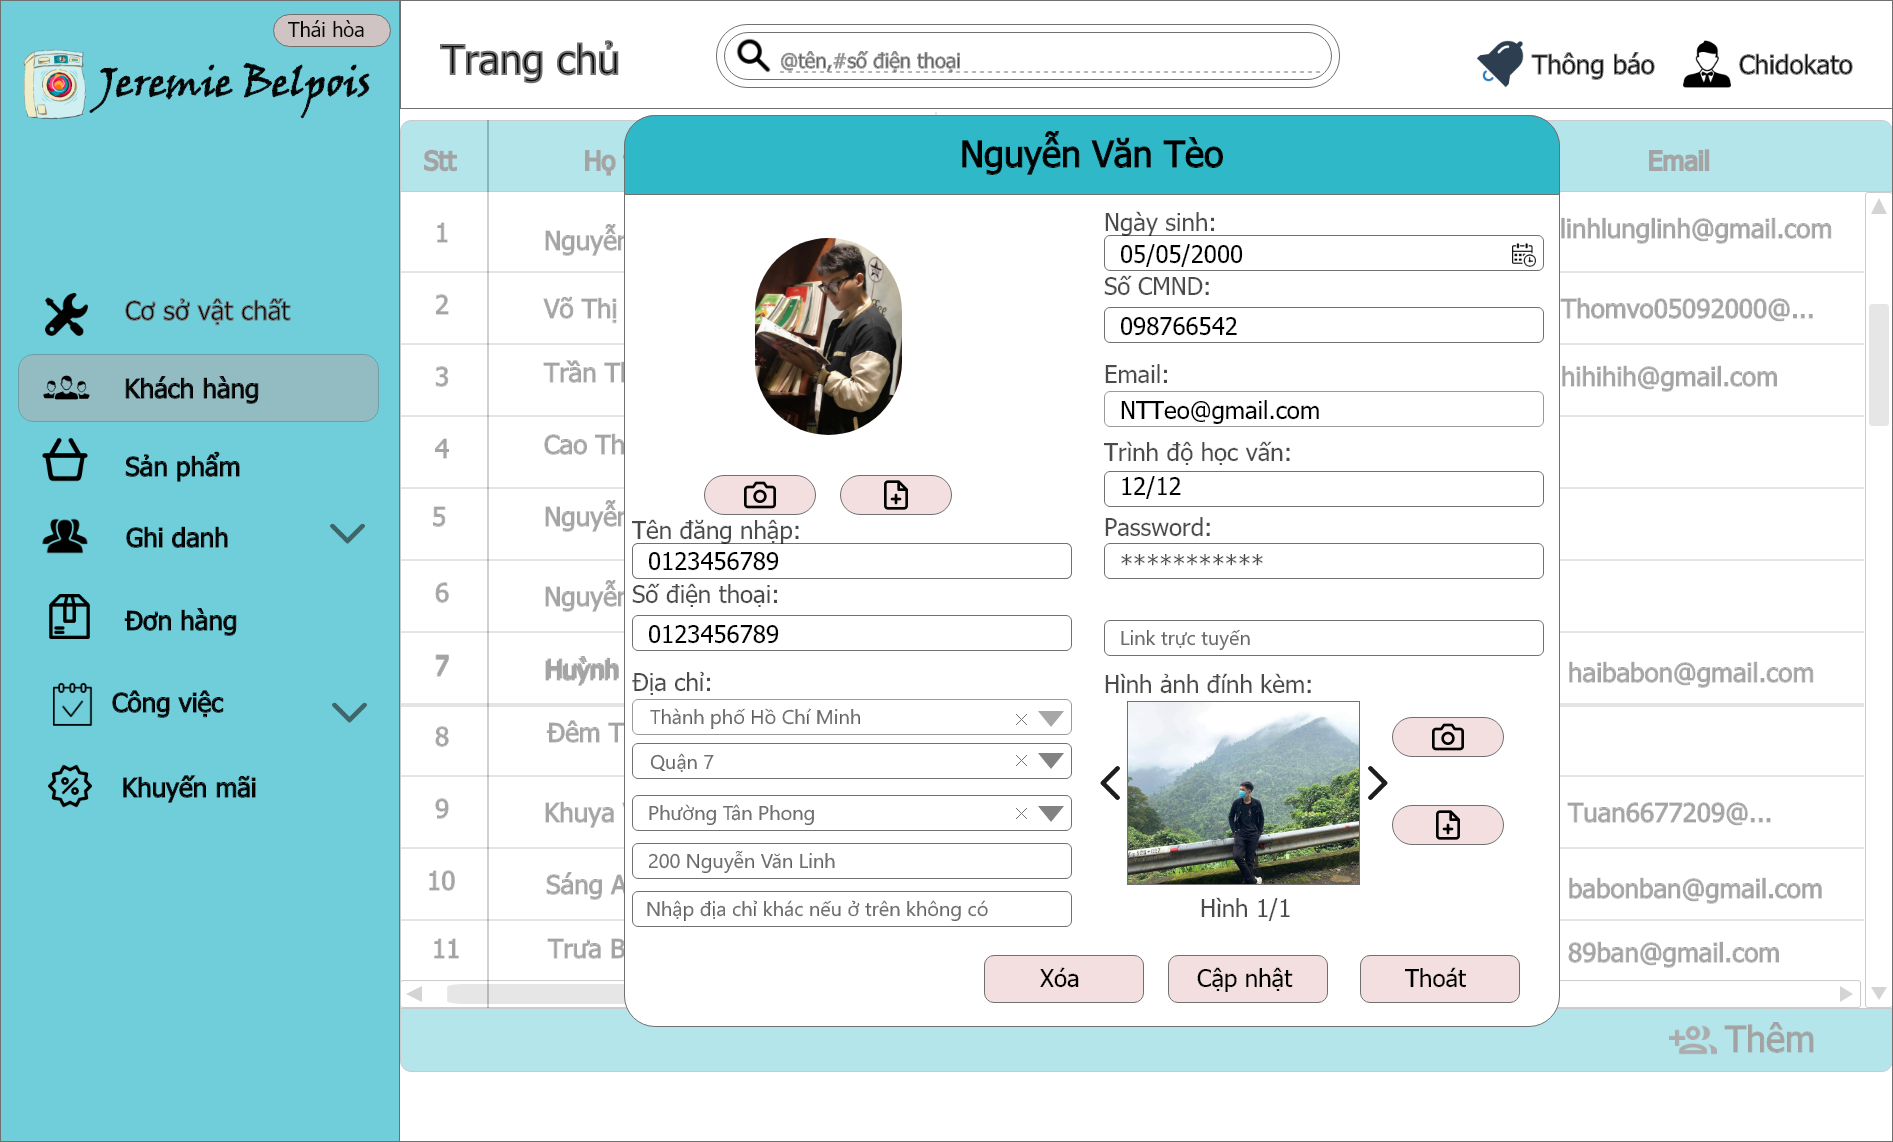 Thái hòa
Jeremie Belpois
Trang chủ
@tên,#số điện thoại
Thông báo
Chidokato
Cơ sở vật chất
Khách hàng
Sản phẩm
Ghi danh
Đơn hàng
Công việc
Khuyến mãi
Stt
Họ
Email
1
Nguyễn
linhlunglinh@gmail.com
2
Võ Thị
Thomvo05092000@...
3
Trần
hihihih@gmail.com
4
Cao
5
Nguyễn
6
Nguyễn
7
Huỳnh
haibabon@gmail.com
8
Đêm
9
Khuya
Tuan6677209@...
10
Sáng
babonban@gmail.com
11
Trưa
89ban@gmail.com
Thêm
Nguyễn Văn Tèo
Tên đăng nhập:
0123456789
Số điện thoại:
0123456789
Địa chỉ:
Thành phố Hồ Chí Minh
Quận 7
Phường Tân Phong
200 Nguyễn Văn Linh
Nhập địa chỉ khác nếu ở trên không có
Ngày sinh:
05/05/2000
Số CMND:
098766542
Email:
NTTeo@gmail.com
Trình độ học vấn:
12/12
Password:
***********
Link trực tuyến
Hình ảnh đính kèm:
Hình 1/1
Xóa
Cập nhật
Thoát